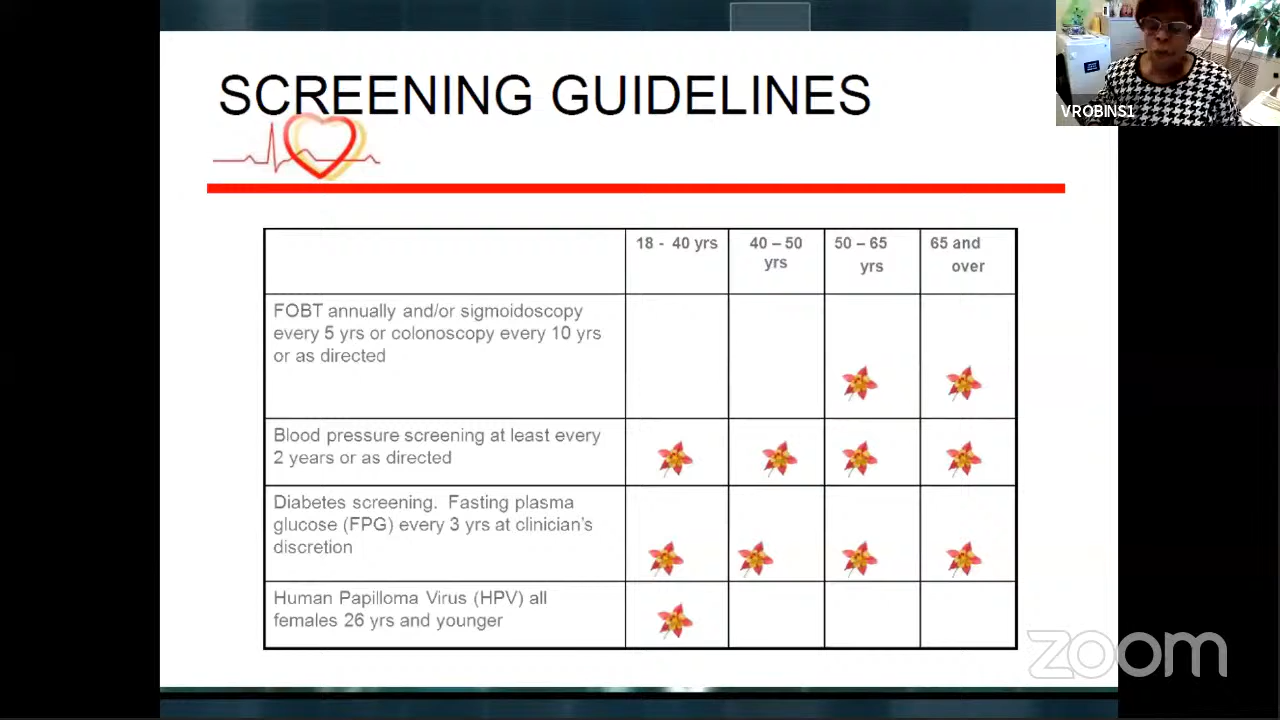 SCREENING GUIDELINES
VROBINS1
18 - 40 yrs
40 – 50
yrs
50 – 65
yrs
65 and
over
FOBT annually and/or sigmoidoscopy
every 5 yrs or colonoscopy every 10 yrs
or as directed
Blood pressure screening at least every
2 years or as directed
Diabetes screening. Fasting plasma
glucose (FPG) every 3 yrs at clinician's
discretion
Human Papilloma Virus (HPV) all
females 26 yrs and younger
zoom